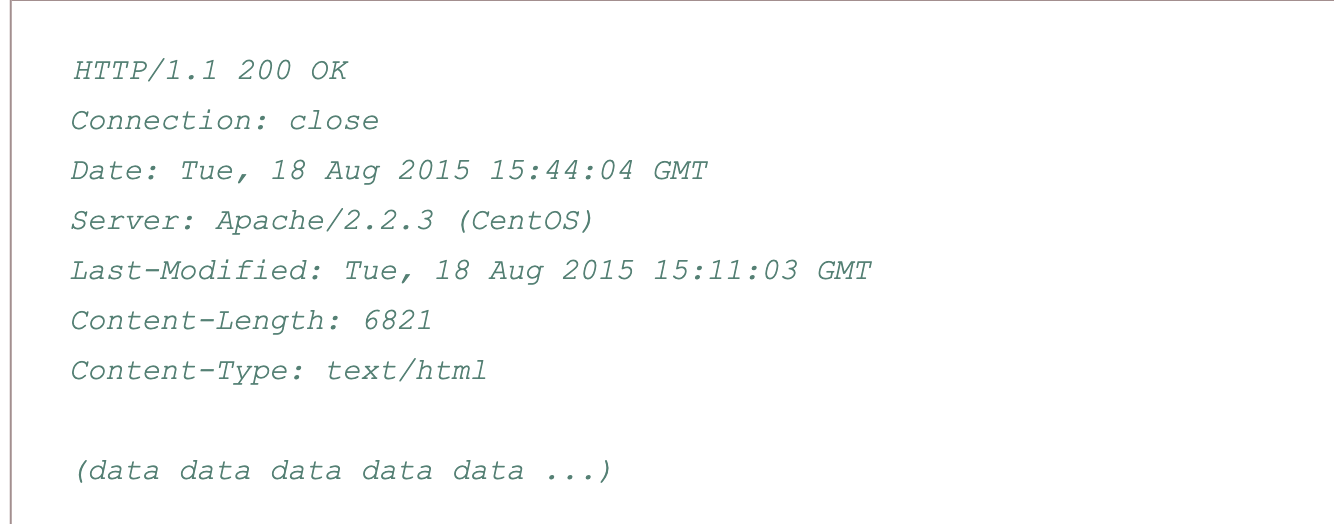 HTTP/1.1 200 OK
Connection: close
Date: Tue, 18 Aug 2015 15:44:04 GMT
Server: Apache/2.2.3 (CentOS)
Last-Modified: Tue, 18 Aug 2015 15:11:03 GMT
Content-Length: 6821
Content-Type: text/html

(data data data data data ...)